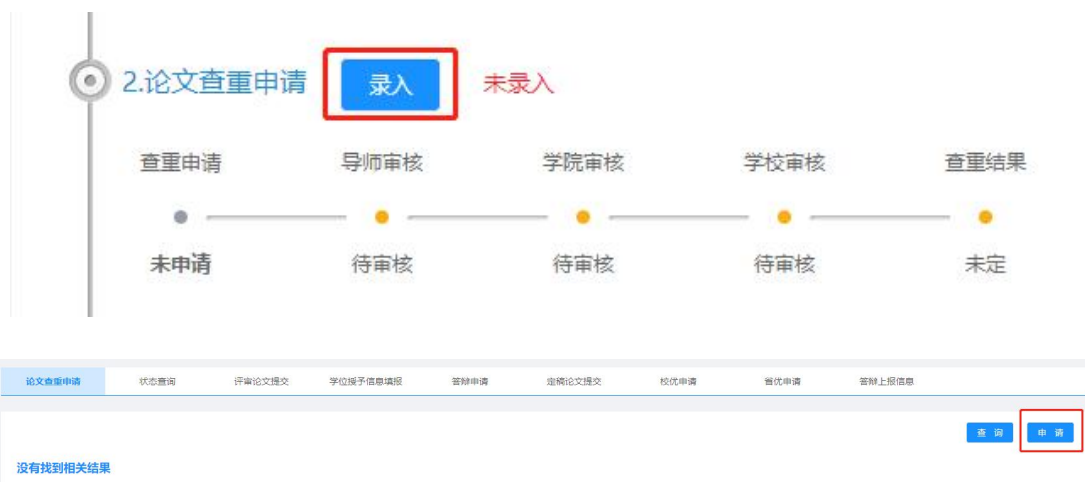 2.论文查重申请 录入 未录入
查重申请 导师审核 学院审核 学校审核 查重结果
未申请 待审核 待审核 待审核 未定
论文查重申请 状态查询 评审论文提交 学位授予信息填报 答辩申请 定稿论文提交 校优申请 省优申请 答辩上报信息
查 询 申 请
没有找到相关结果